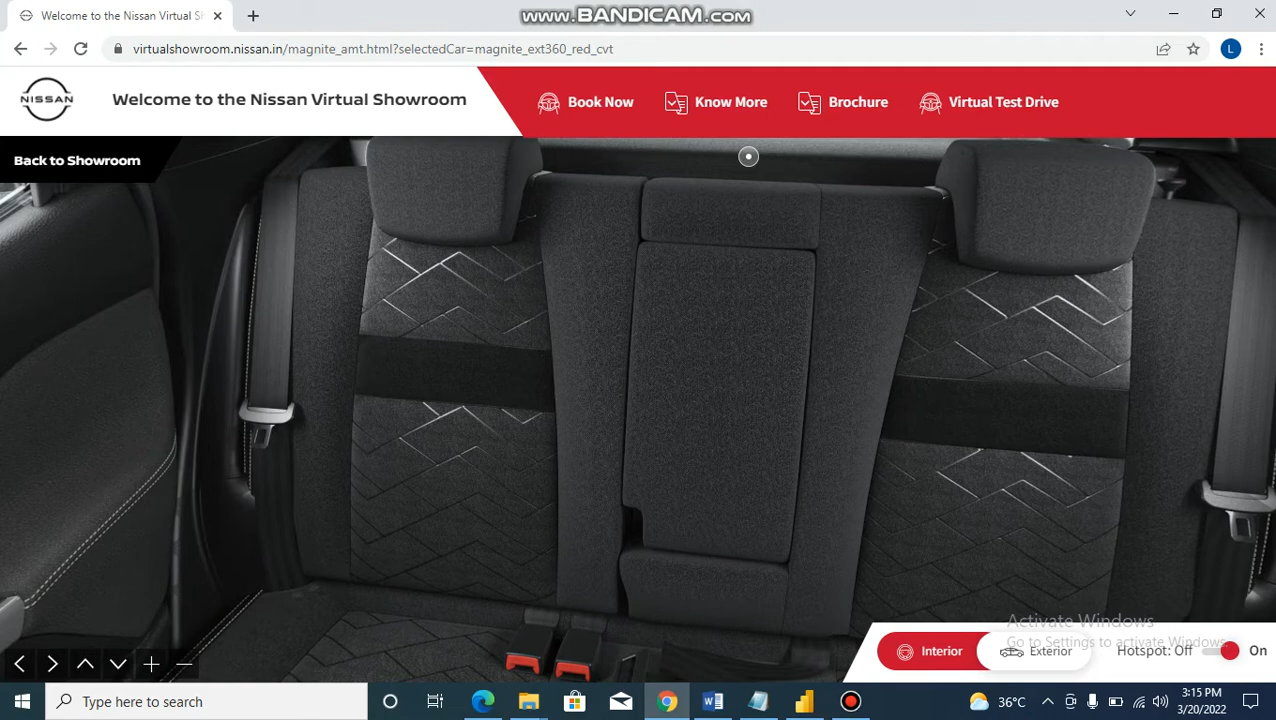 www.BANDICAM.com
Welcome to the Nissan Virtual Sh
virtualshowroom.nissan.in/magnite_amt.html?selectedCar=magnite_ext360_red_cvt
L
NISSAN
Welcome to the Nissan Virtual Showroom
Book Now
Know More
Brochure
Virtual Test Drive
Back to Showroom
Activate Windows
Go to Settings to activate Windows.
Interior
Exterior
Hotspot: Off
On
Type here to search
36°C
3:15 PM
3/20/2022